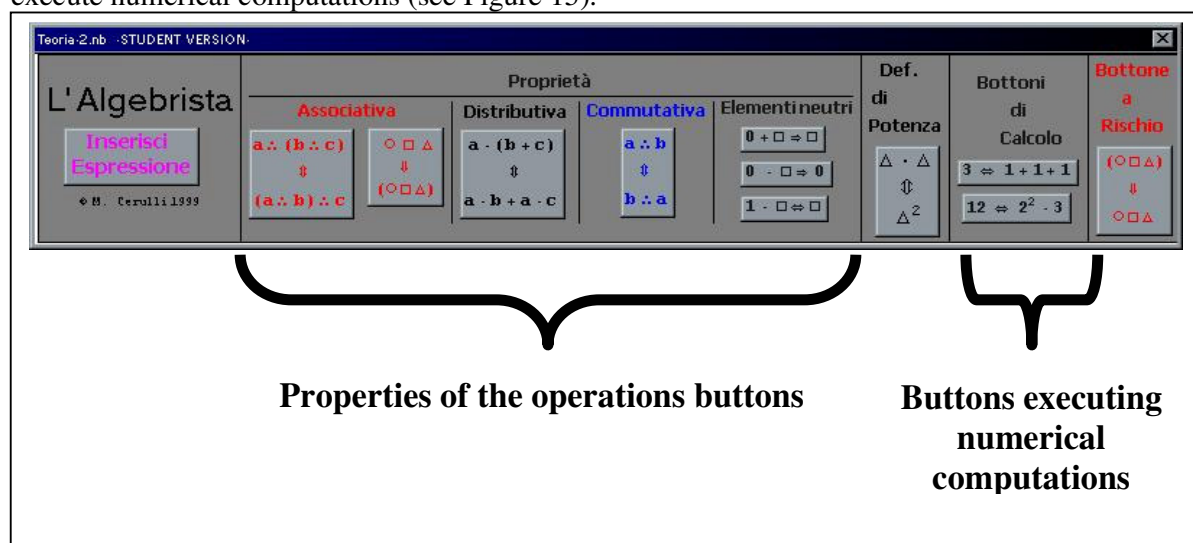 execute numerical computations (see Figure 13).
Teoria-2.nb -STUDENT VERSION-
L'Algebrista
Inserisci
Espressione
© M. Cerulli 1999
Proprietà
Associativa
a ∴ (b ∴ c)
⇕
(a ∴ b) ∴ c
○ □ △
⇓
(○ □ △)
Distributiva
a · (b + c)
⇕
a · b + a · c
Commutativa
a ∴ b
⇕
b ∴ a
Elementi neutri
0 + □ ⇒ □
0 · □ ⇒ 0
1 · □ ⇔ □
Def.
di
Potenza
△ · △
⇕
△²
Bottoni
di
Calcolo
3 ⇔ 1 + 1 + 1
12 ⇔ 2² · 3
Bottone
a
Rischio
(○ □ △)
⇓
○ □ △
Properties of the operations buttons
Buttons executing
numerical
computations